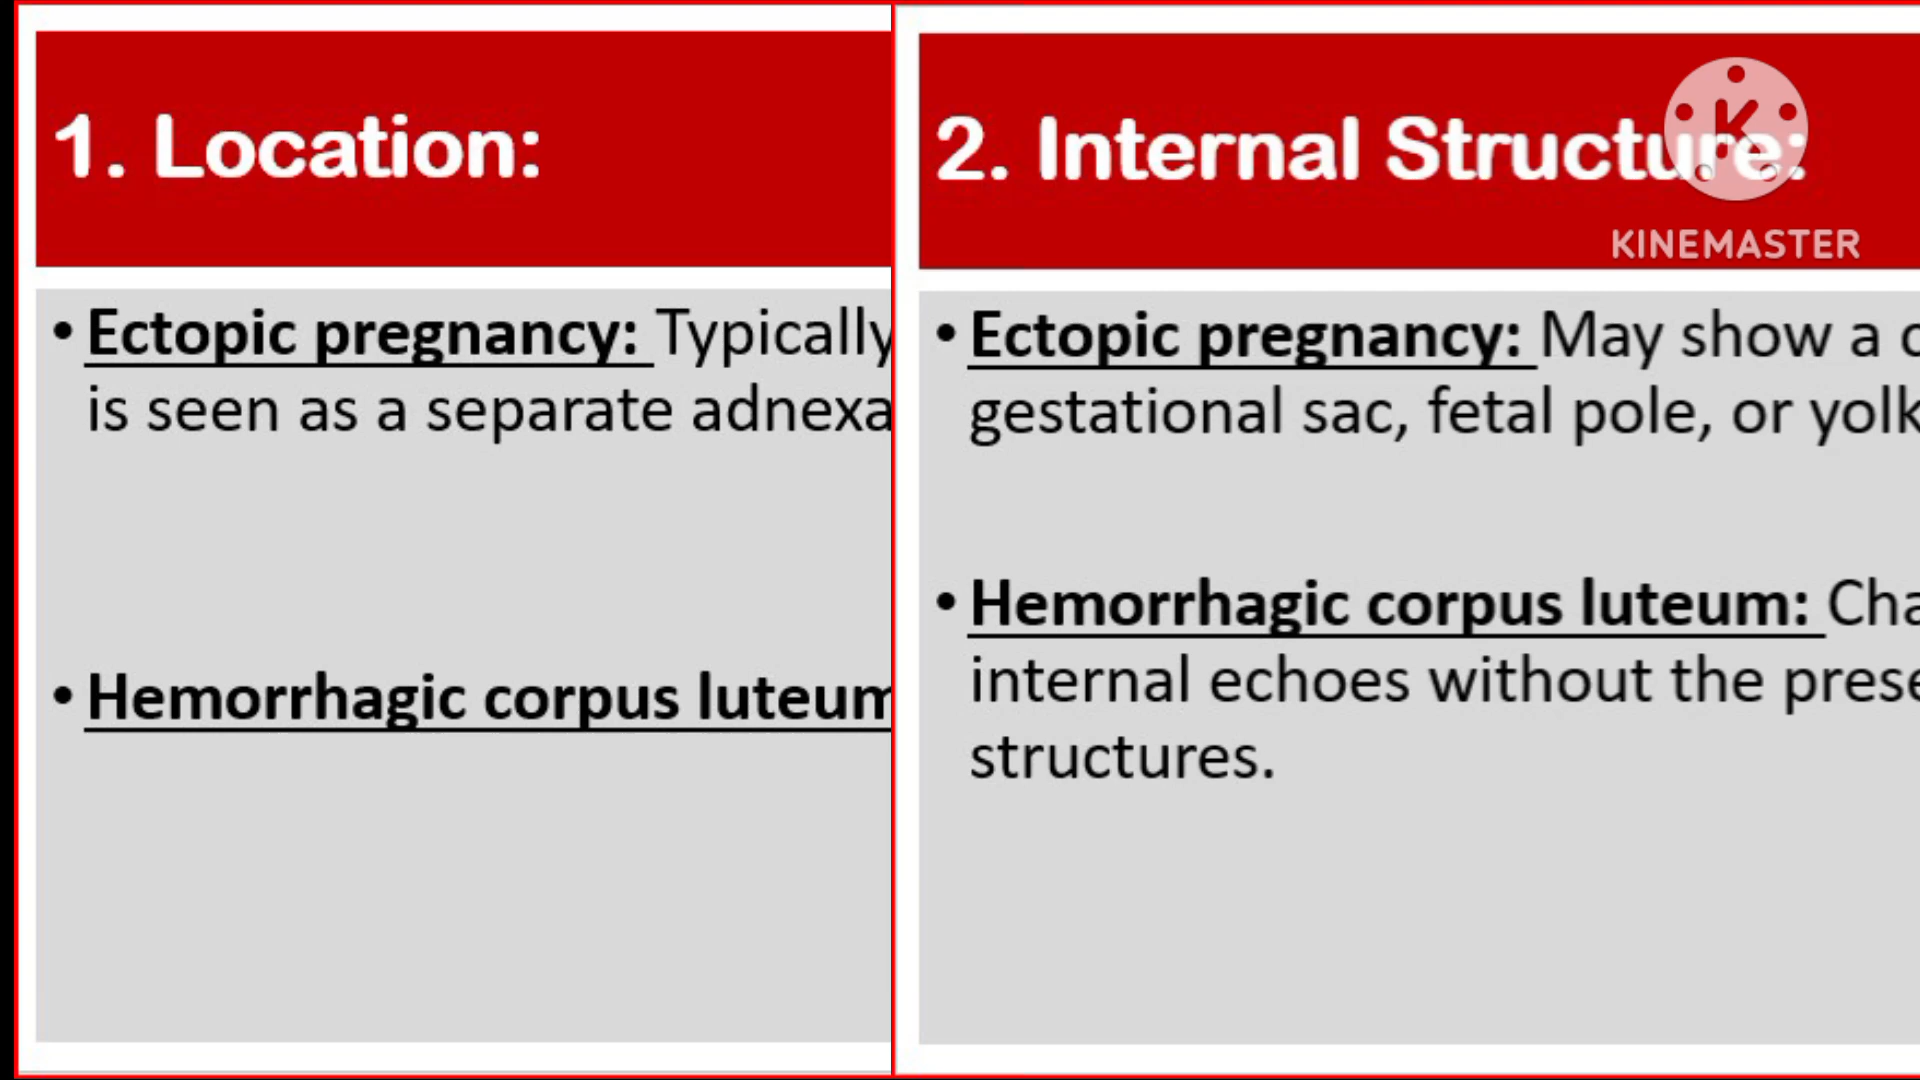 1. Location:
• Ectopic pregnancy: Typically
is seen as a separate adnexa
• Hemorrhagic corpus luteum
2. Internal Structure:
KINEMASTER
• Ectopic pregnancy: May show a
gestational sac, fetal pole, or yolk
• Hemorrhagic corpus luteum: Cha
internal echoes without the prese
structures.